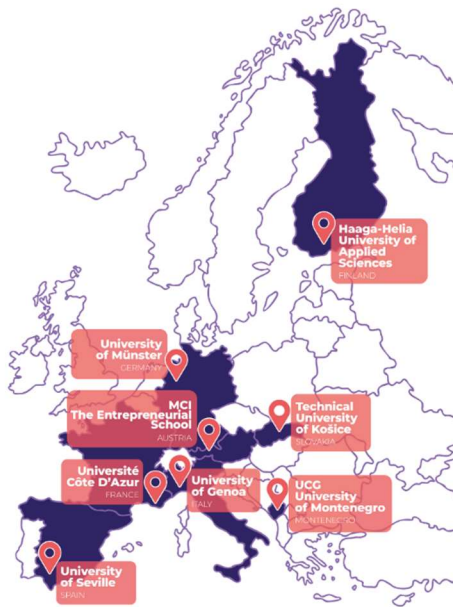 Haaga-Helia
University of
Applied
Sciences
FINLAND
University
of Münster
GERMANY
MCI
The Entrepreneurial
School
AUSTRIA
Technical
University
of Košice
SLOVAKIA
Université
Côte D'Azur
FRANCE
University
of Genoa
ITALY
UCG
University
of Montenegro
MONTENEGRO
University
of Seville
SPAIN